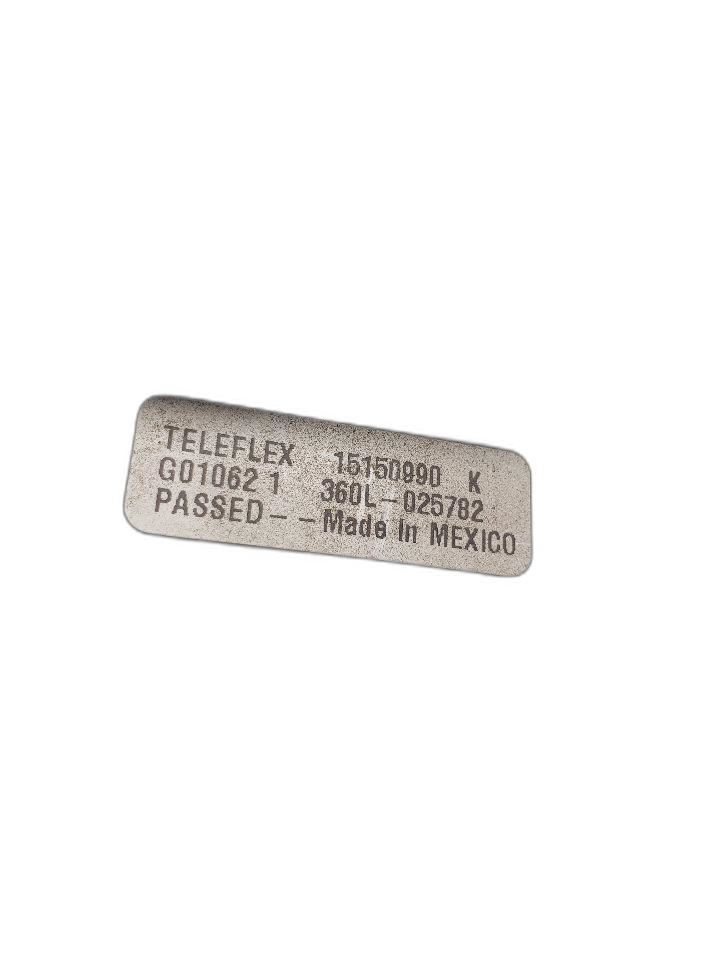 TELEFLEX 15150990 K
G01062 1 360L-025782
PASSED-- Made In MEXICO